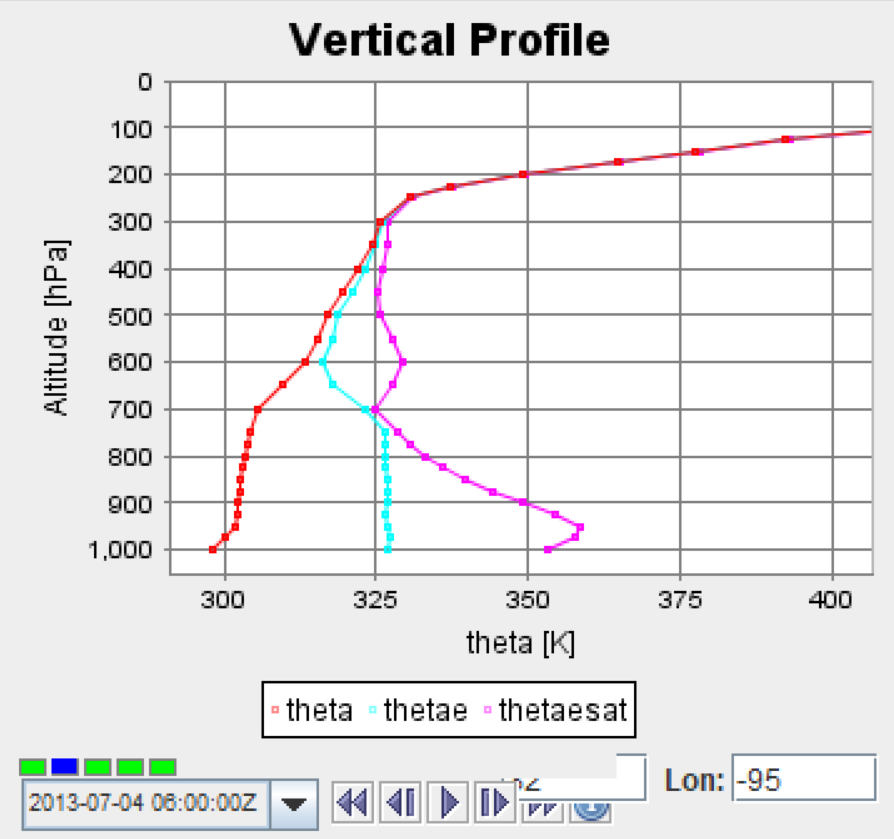 Vertical Profile
0
100
200
300
400
500
600
700
800
900
1,000
Altitude [hPa]
300 325 350 375 400
theta [K]
theta thetae thetaesat
2013-07-04 06:00:00Z
Lon: -95